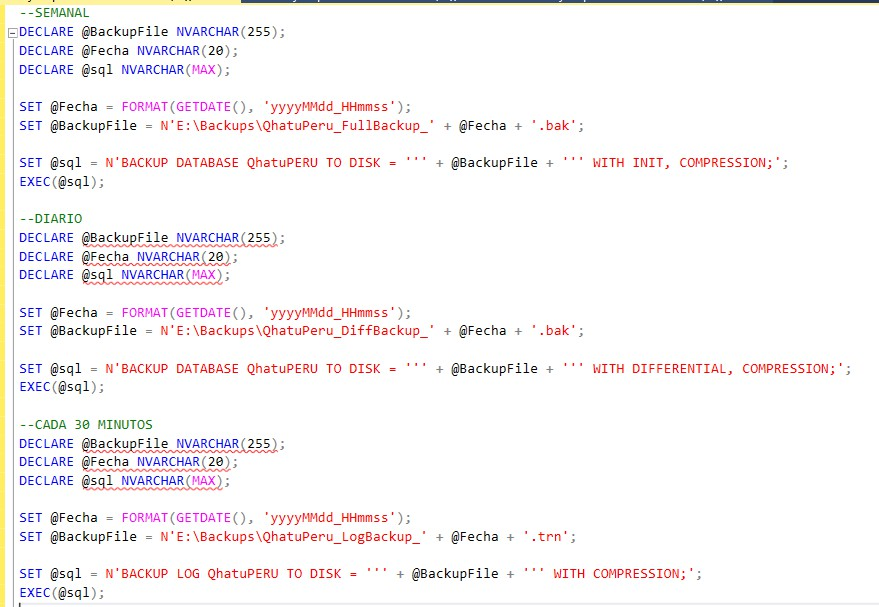 --SEMANAL
DECLARE @BackupFile NVARCHAR(255);
DECLARE @Fecha NVARCHAR(20);
DECLARE @sql NVARCHAR(MAX);

SET @Fecha = FORMAT(GETDATE(), 'yyyyMMdd_HHmmss');
SET @BackupFile = N'E:\Backups\QhatuPeru_FullBackup_' + @Fecha + '.bak';

SET @sql = N'BACKUP DATABASE QhatuPERU TO DISK = ''' + @BackupFile + ''' WITH INIT, COMPRESSION;';
EXEC(@sql);

--DIARIO
DECLARE @BackupFile NVARCHAR(255);
DECLARE @Fecha NVARCHAR(20);
DECLARE @sql NVARCHAR(MAX);

SET @Fecha = FORMAT(GETDATE(), 'yyyyMMdd_HHmmss');
SET @BackupFile = N'E:\Backups\QhatuPeru_DiffBackup_' + @Fecha + '.bak';

SET @sql = N'BACKUP DATABASE QhatuPERU TO DISK = ''' + @BackupFile + ''' WITH DIFFERENTIAL, COMPRESSION;';
EXEC(@sql);

--CADA 30 MINUTOS
DECLARE @BackupFile NVARCHAR(255);
DECLARE @Fecha NVARCHAR(20);
DECLARE @sql NVARCHAR(MAX);

SET @Fecha = FORMAT(GETDATE(), 'yyyyMMdd_HHmmss');
SET @BackupFile = N'E:\Backups\QhatuPeru_LogBackup_' + @Fecha + '.trn';

SET @sql = N'BACKUP LOG QhatuPERU TO DISK = ''' + @BackupFile + ''' WITH COMPRESSION;';
EXEC(@sql);